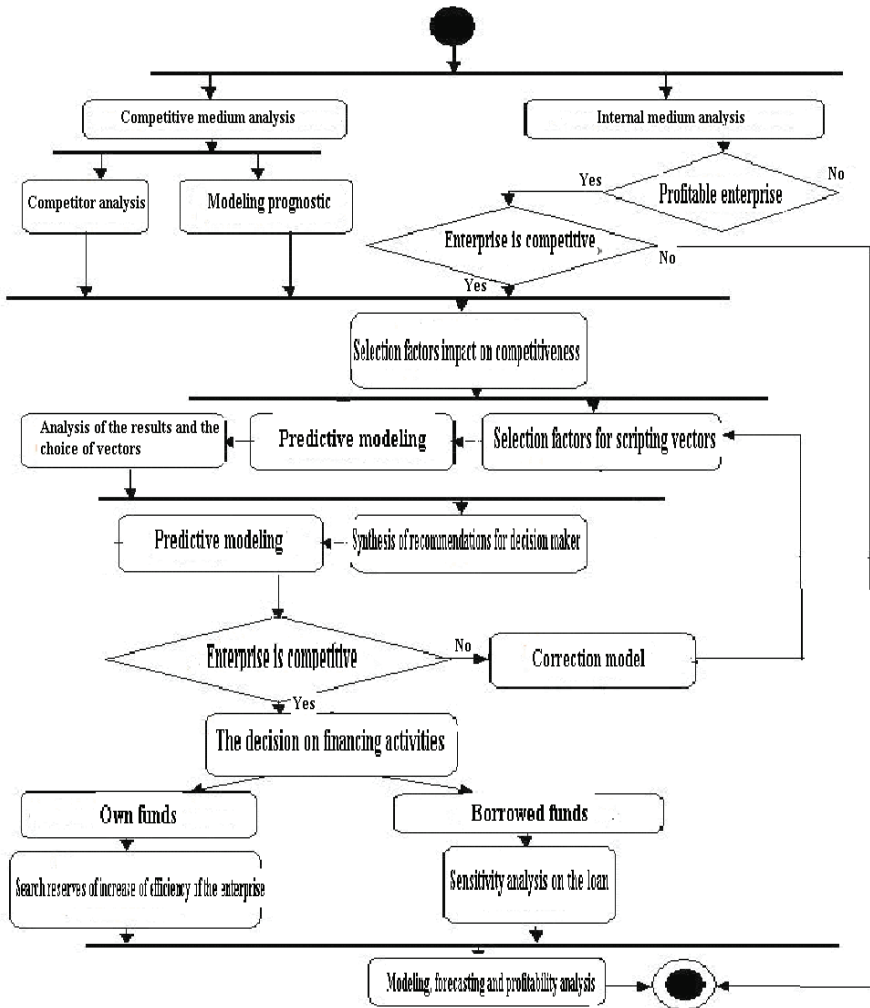 Competitive medium analysis
Internal medium analysis
No
Yes
Profitable enterprise
Competitor analysis
Modeling prognostic
Enterprise is competitive
No
Yes
Selection factors impact on competitiveness
Analysis of the results and the
choice of vectors
Predictive modeling
Selection factors for scripting vectors
Predictive modeling
Synthesis of recommendations for decision maker
Enterprise is competitive
No
Correction model
Yes
The decision on financing activities
Own funds
Borrowed funds
Search reserves of increase of efficiency of the enterprise
Sensitivity analysis on the loan
Modeling, forecasting and profitability analysis